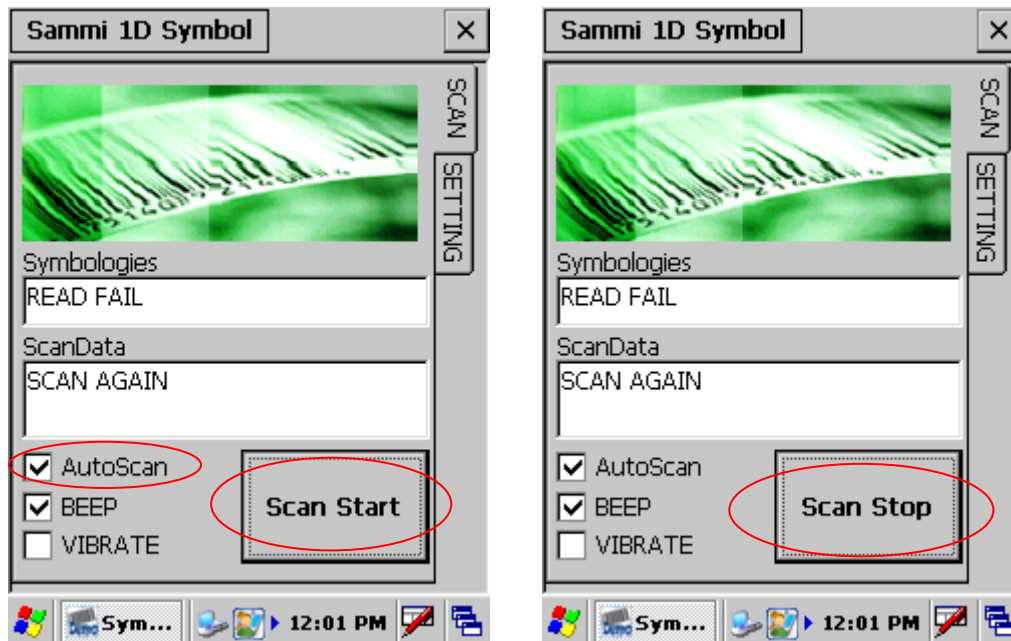 Sammi 1D Symbol
SCAN
SETTING
Symbologies
READ FAIL
ScanData
SCAN AGAIN
AutoScan
BEEP
VIBRATE
Scan Start
Sym...
12:01 PM
Sammi 1D Symbol
SCAN
SETTING
Symbologies
READ FAIL
ScanData
SCAN AGAIN
AutoScan
BEEP
VIBRATE
Scan Stop
Sym...
12:01 PM